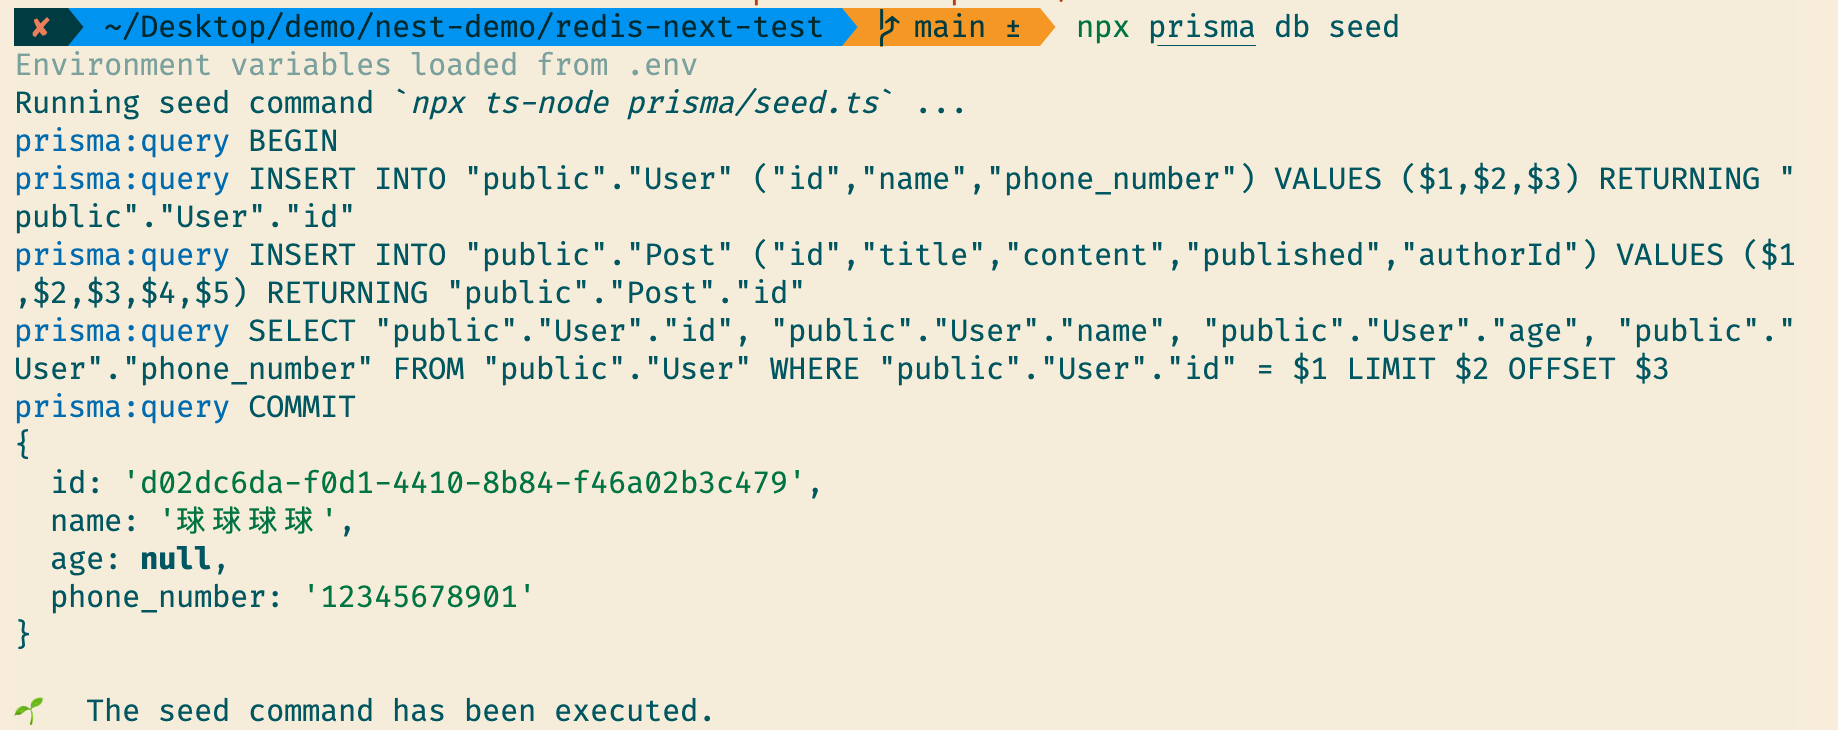 ✘ ~/Desktop/demo/nest-demo/redis-next-test main ± npx prisma db seed
Environment variables loaded from .env
Running seed command `npx ts-node prisma/seed.ts` ...
prisma:query BEGIN
prisma:query INSERT INTO "public"."User" ("id","name","phone_number") VALUES ($1,$2,$3) RETURNING "
public"."User"."id"
prisma:query INSERT INTO "public"."Post" ("id","title","content","published","authorId") VALUES ($1
,$2,$3,$4,$5) RETURNING "public"."Post"."id"
prisma:query SELECT "public"."User"."id", "public"."User"."name", "public"."User"."age", "public"."
User"."phone_number" FROM "public"."User" WHERE "public"."User"."id" = $1 LIMIT $2 OFFSET $3
prisma:query COMMIT
{
  id: 'd02dc6da-f0d1-4410-8b84-f46a02b3c479',
  name: '球球球球',
  age: null,
  phone_number: '12345678901'
}
🌱  The seed command has been executed.